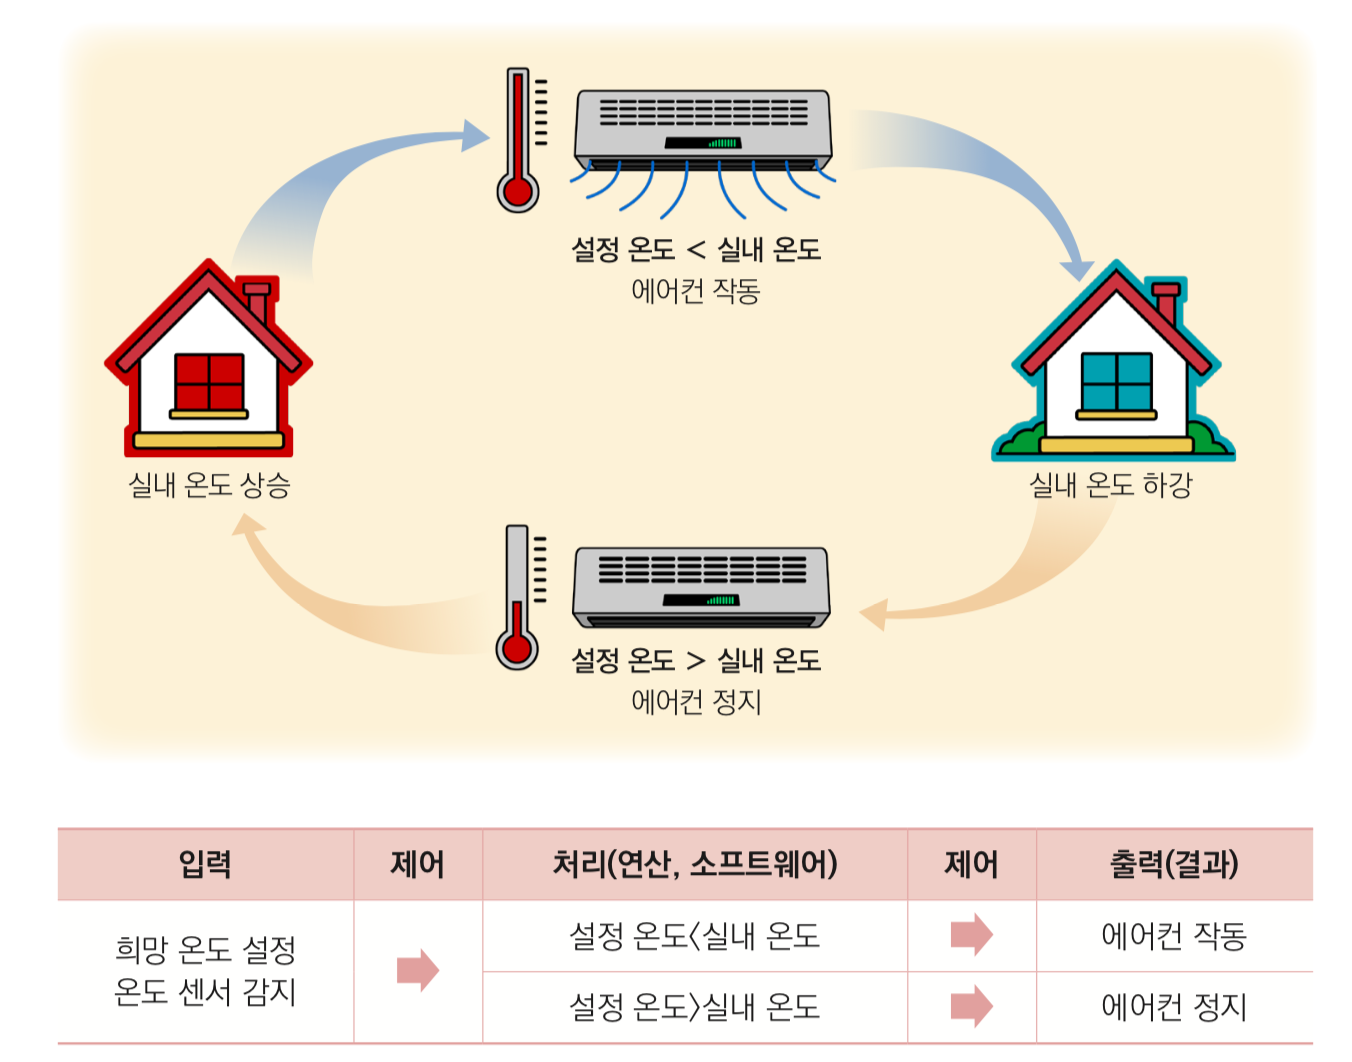 설정 온도 < 실내 온도
에어컨 작동
실내 온도 상승
실내 온도 하강
설정 온도 > 실내 온도
에어컨 정지
입력 제어 처리(연산, 소프트웨어) 제어 출력(결과)
희망 온도 설정
온도 센서 감지
설정 온도〈실내 온도 에어컨 작동
설정 온도〉실내 온도 에어컨 정지